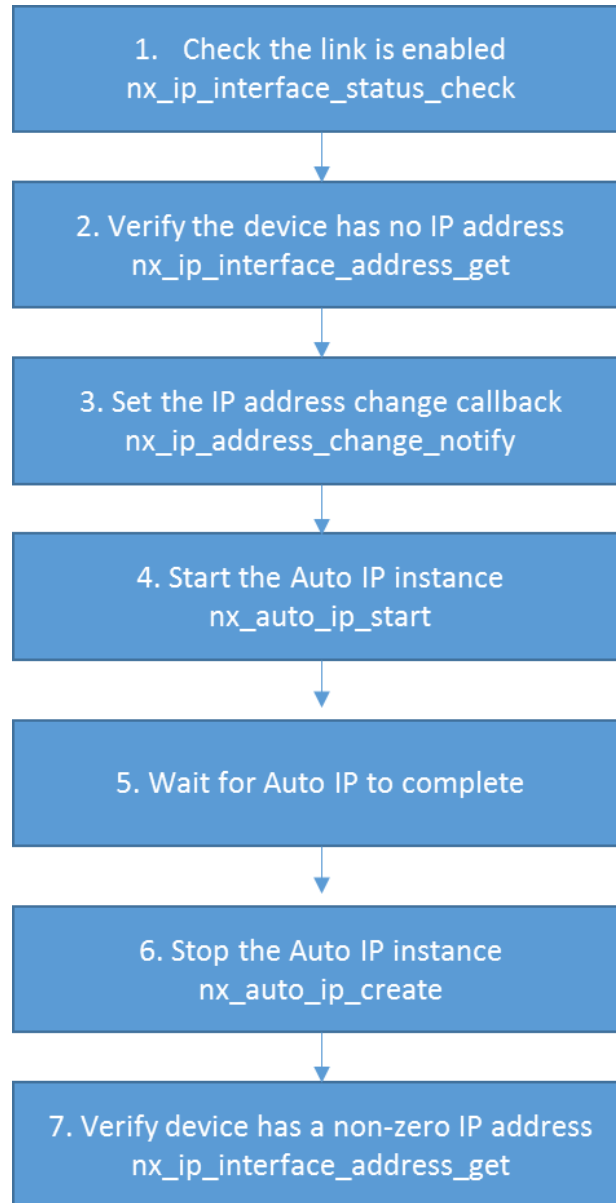 1. Check the link is enabled
nx_ip_interface_status_check
2. Verify the device has no IP address
nx_ip_interface_address_get
3. Set the IP address change callback
nx_ip_address_change_notify
4. Start the Auto IP instance
nx_auto_ip_start
5. Wait for Auto IP to complete
6. Stop the Auto IP instance
nx_auto_ip_create
7. Verify device has a non-zero IP address
nx_ip_interface_address_get